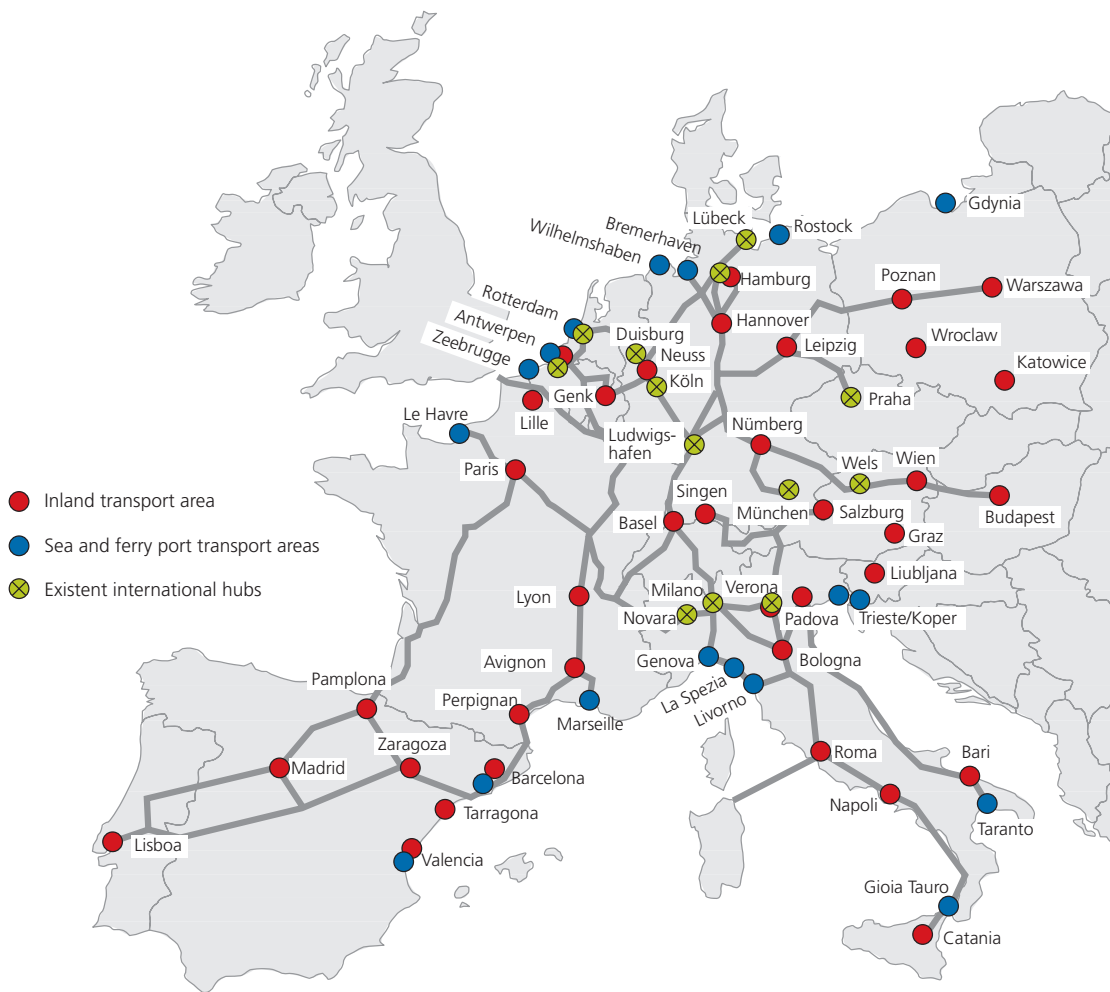 Lübeck
Rostock
Gdynia
Bremerhaven
Wilhelmshaben
Hamburg
Poznan
Warszawa
Rotterdam
Antwerpen
Zeebrugge
Duisburg
Neuss
Köln
Hannover
Leipzig
Wroclaw
Katowice
Praha
Genk
Lille
Le Havre
Ludwigs-
hafen
Nümberg
Wels
Wien
Paris
Singen
München
Salzburg
Budapest
Basel
Graz
Inland transport area
Sea and ferry port transport areas
Existent international hubs
Liubljana
Lyon
Milano
Verona
Novara
Padova
Trieste/Koper
Avignon
Genova
Bologna
La Spezia
Livorno
Pamplona
Perpignan
Marseille
Zaragoza
Madrid
Barcelona
Roma
Bari
Tarragona
Napoli
Taranto
Lisboa
Valencia
Gioia Tauro
Catania